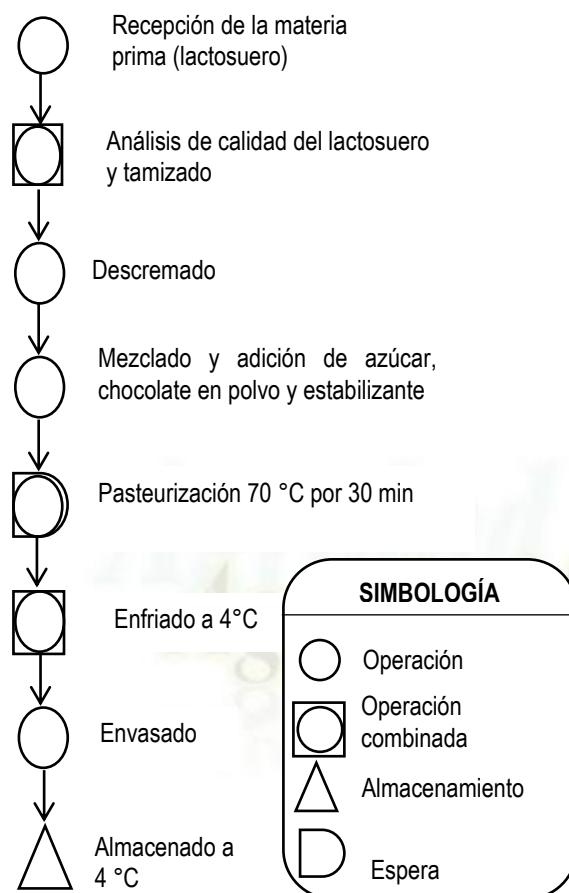 Recepción de la materia
prima (lactosuero)
Análisis de calidad del lactosuero
y tamizado
Descremado
Mezclado y adición de azúcar,
chocolate en polvo y estabilizante
Pasteurización 70 °C por 30 min
Enfriado a 4°C
Envasado
Almacenado a
4 °C
SIMBOLOGÍA
Operación
Operación
combinada
Almacenamiento
Espera